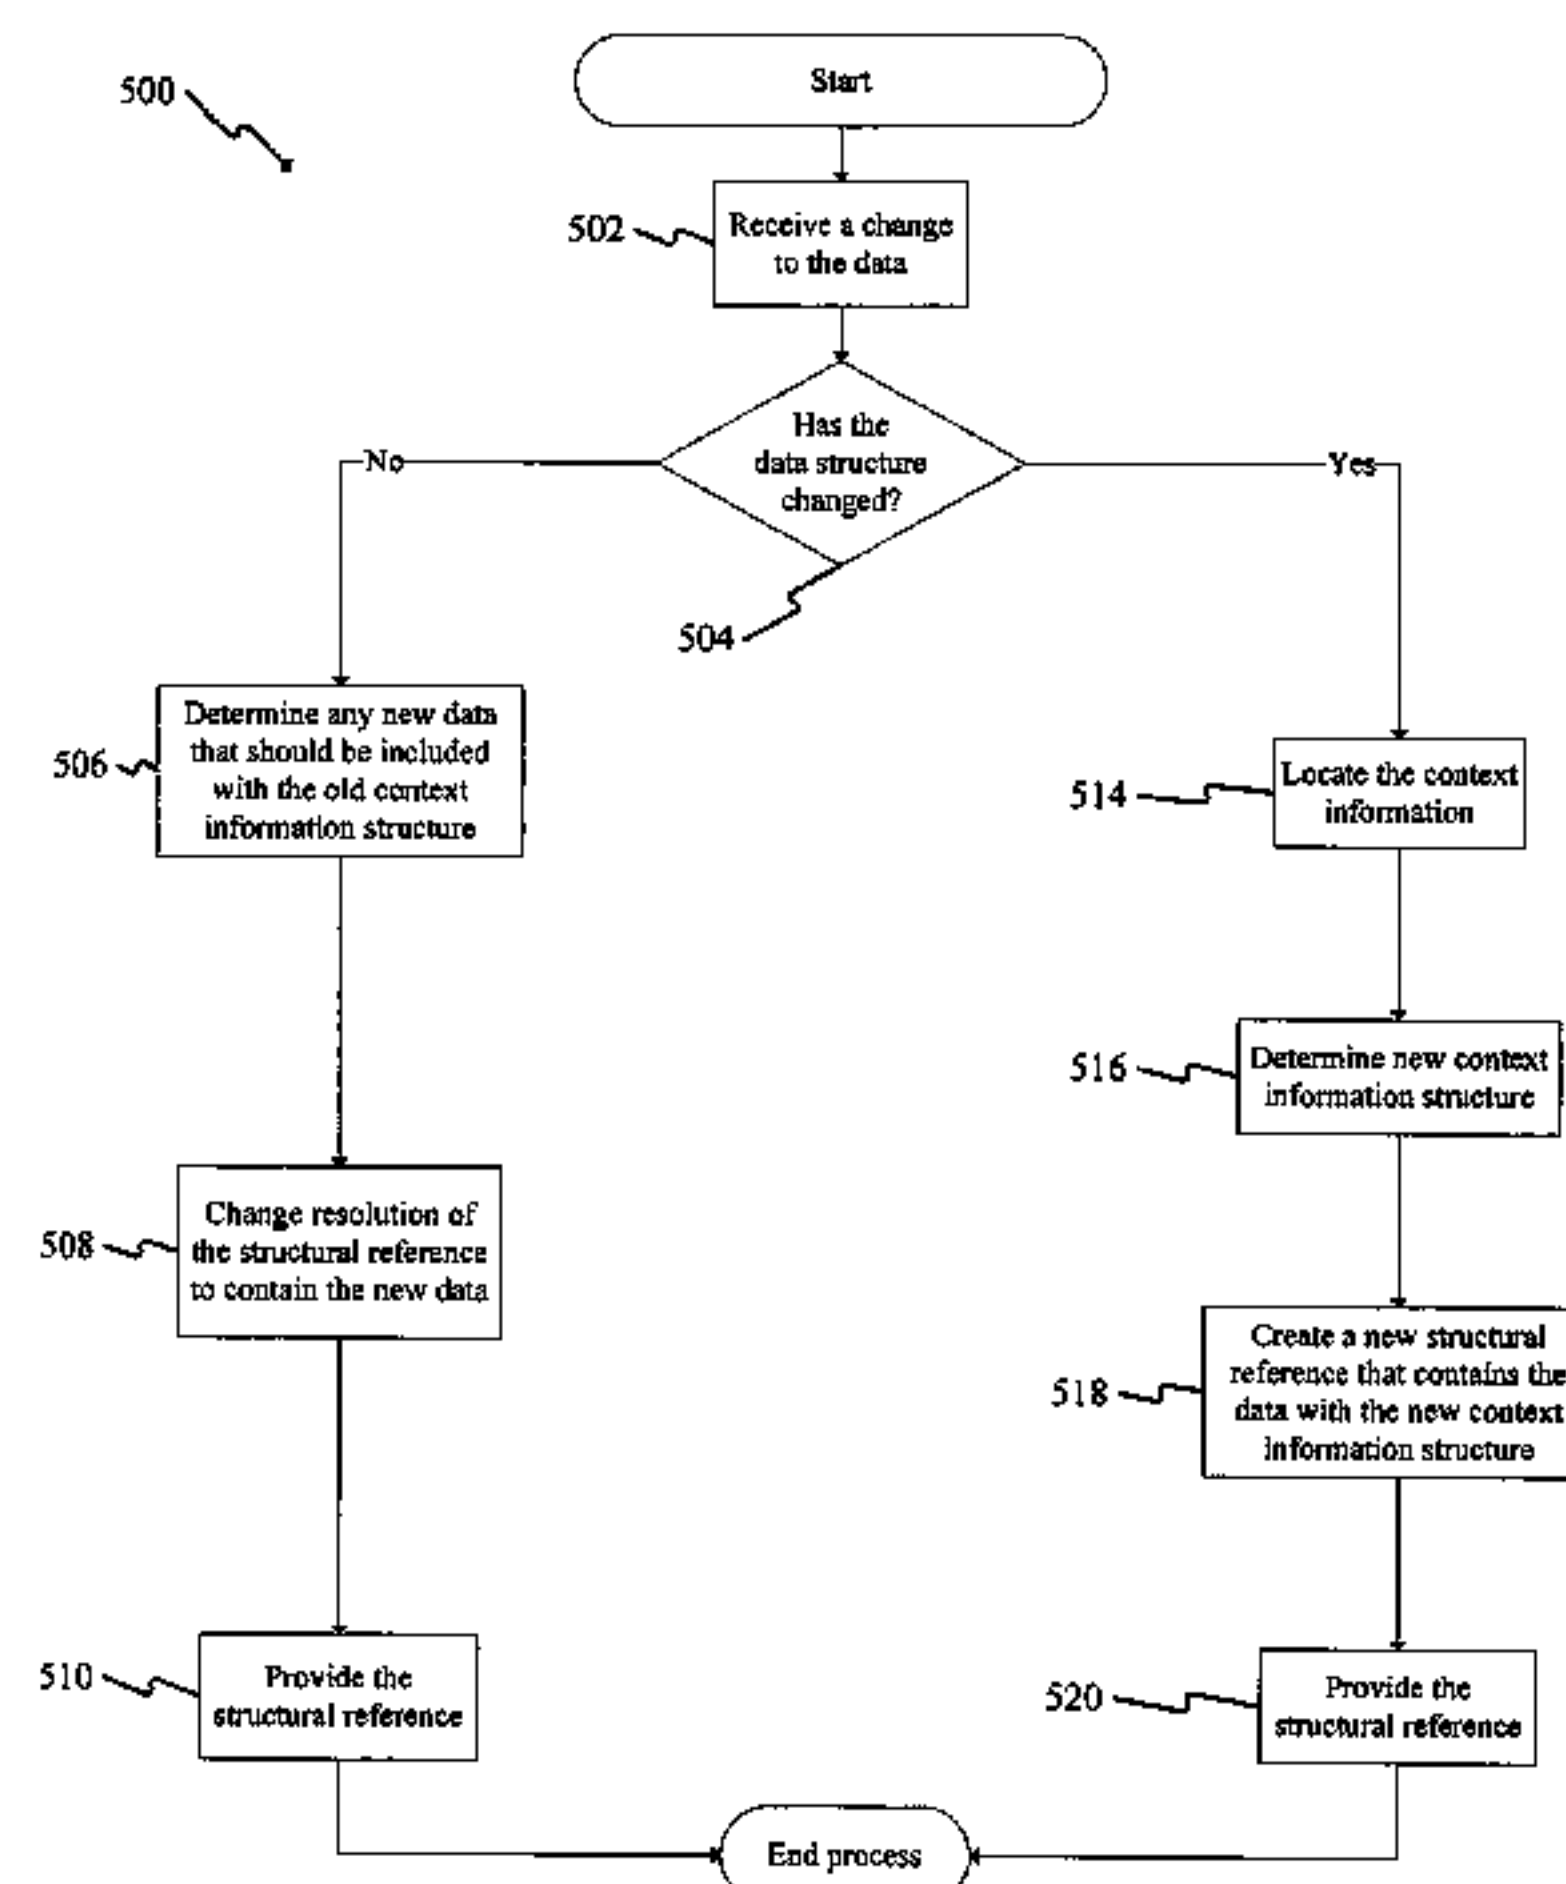 500
Start
502
Receive a change
to the data
Has the
data structure
changed?
No
Yes
504
506
Determine any new data
that should be included
with the old context
information structure
514
Locate the context
information
516
Determine new context
information structure
508
Change resolution of
the structural reference
to contain the new data
518
Create a new structural
reference that contains the
data with the new context
information structure
510
Provide the
structural reference
520
Provide the
structural reference
End process